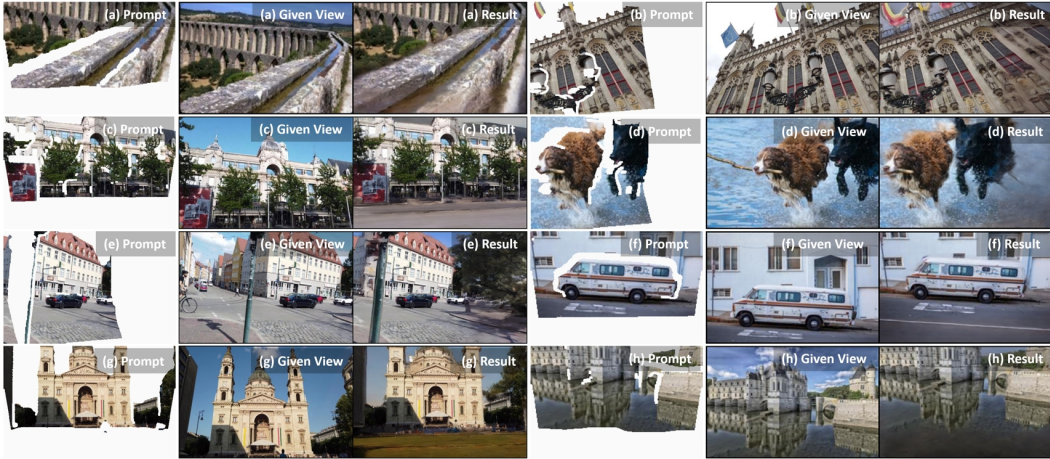 (a) Prompt (a) Given View (a) Result (b) Prompt (b) Given View (b) Result
(c) Prompt (c) Given View (c) Result (d) Prompt (d) Given View (d) Result
(e) Prompt (e) Given View (e) Result (f) Prompt (f) Given View (f) Result
(g) Prompt (g) Given View (g) Result (h) Prompt (h) Given View (h) Result